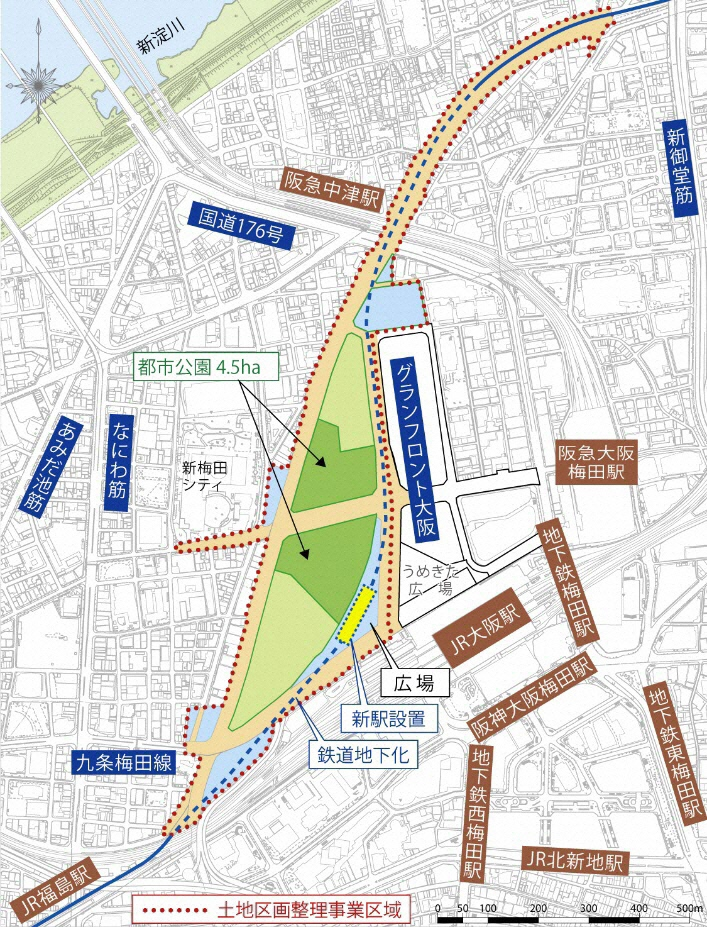 新淀川
阪急中津駅
新御堂筋
国道176号
都市公園 4.5ha
グランフロント大阪
あみだ池筋
なにわ筋
新梅田
シティ
阪急大阪
梅田駅
うめきた
広 場
地下鉄梅田駅
JR大阪駅
広 場
阪神大阪梅田駅
新駅設置
地下鉄東梅田駅
鉄道地下化
九条梅田線
地下鉄西梅田駅
JR北新地駅
JR福島駅
土地区画整理事業区域
0 50 100 200 300 400 500m